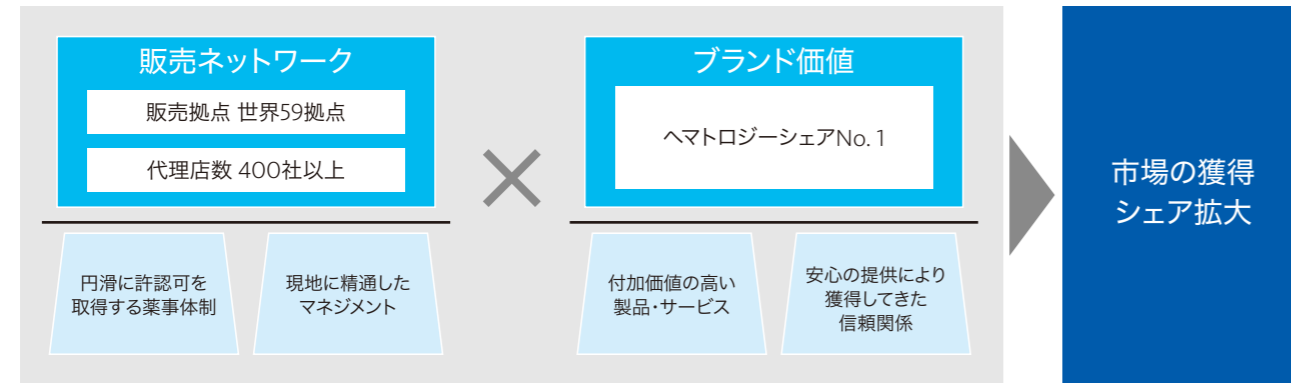 販売ネットワーク
販売拠点 世界59拠点
代理店数 400社以上
円滑に許認可を
取得する薬事体制
現地に精通した
マネジメント
×
ブランド価値
ヘマトロジーシェアNo. 1
付加価値の高い
製品・サービス
安心の提供により
獲得してきた
信頼関係
市場の獲得
シェア拡大